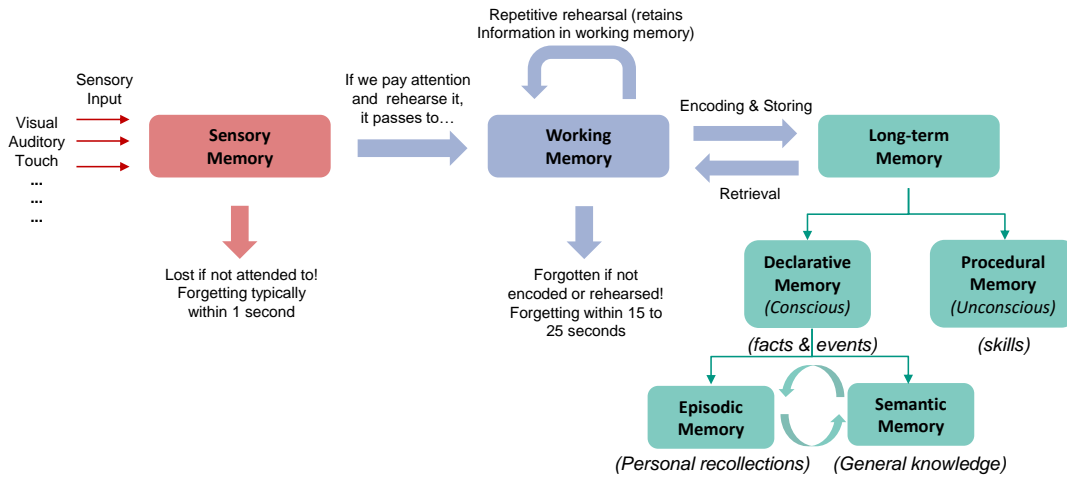 Repetitive rehearsal (retains
Information in working memory)
Sensory
Input
If we pay attention
and rehearse it,
it passes to…
Encoding & Storing
Visual
Auditory
Touch
...
...
...
Sensory
Memory
Working
Memory
Long-term
Memory
Retrieval
Lost if not attended to!
Forgetting typically
within 1 second
Forgotten if not
encoded or rehearsed!
Forgetting within 15 to
25 seconds
Declarative
Memory
(Conscious)
Procedural
Memory
(Unconscious)
(facts & events)
(skills)
Episodic
Memory
Semantic
Memory
(Personal recollections)
(General knowledge)